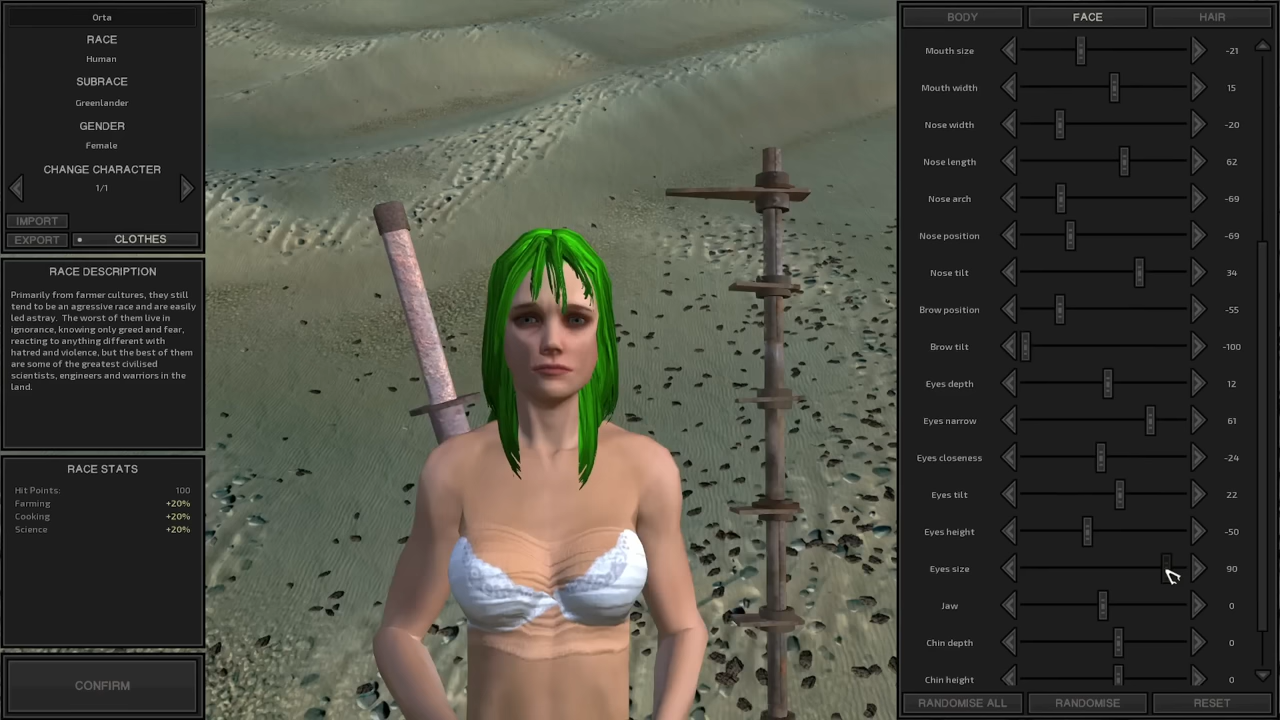 Orta
RACE
Human
SUBRACE
Greenlander
GENDER
Female
CHANGE CHARACTER
1/1
IMPORT
EXPORT
CLOTHES
RACE DESCRIPTION
Primarily from farmer cultures, they still
tend to be an agressive race and are easily
led astray. The worst of them live in
ignorance, knowing only greed and fear,
reacting to anything different with
hatred and violence, but the best of them
are some of the greatest civilised
scientists, engineers and warriors in the
land.
RACE STATS
Hit Points: 100
Farming +20%
Cooking +20%
Science +20%
CONFIRM
BODY FACE HAIR
Mouth size -21
Mouth width 15
Nose width -20
Nose length 62
Nose arch -69
Nose position -69
Nose tilt 34
Brow position -55
Brow tilt -100
Eyes depth 12
Eyes narrow 61
Eyes closeness -24
Eyes tilt 22
Eyes height -50
Eyes size 90
Jaw 0
Chin depth 0
Chin height 0
RANDOMISE ALL RANDOMISE RESET